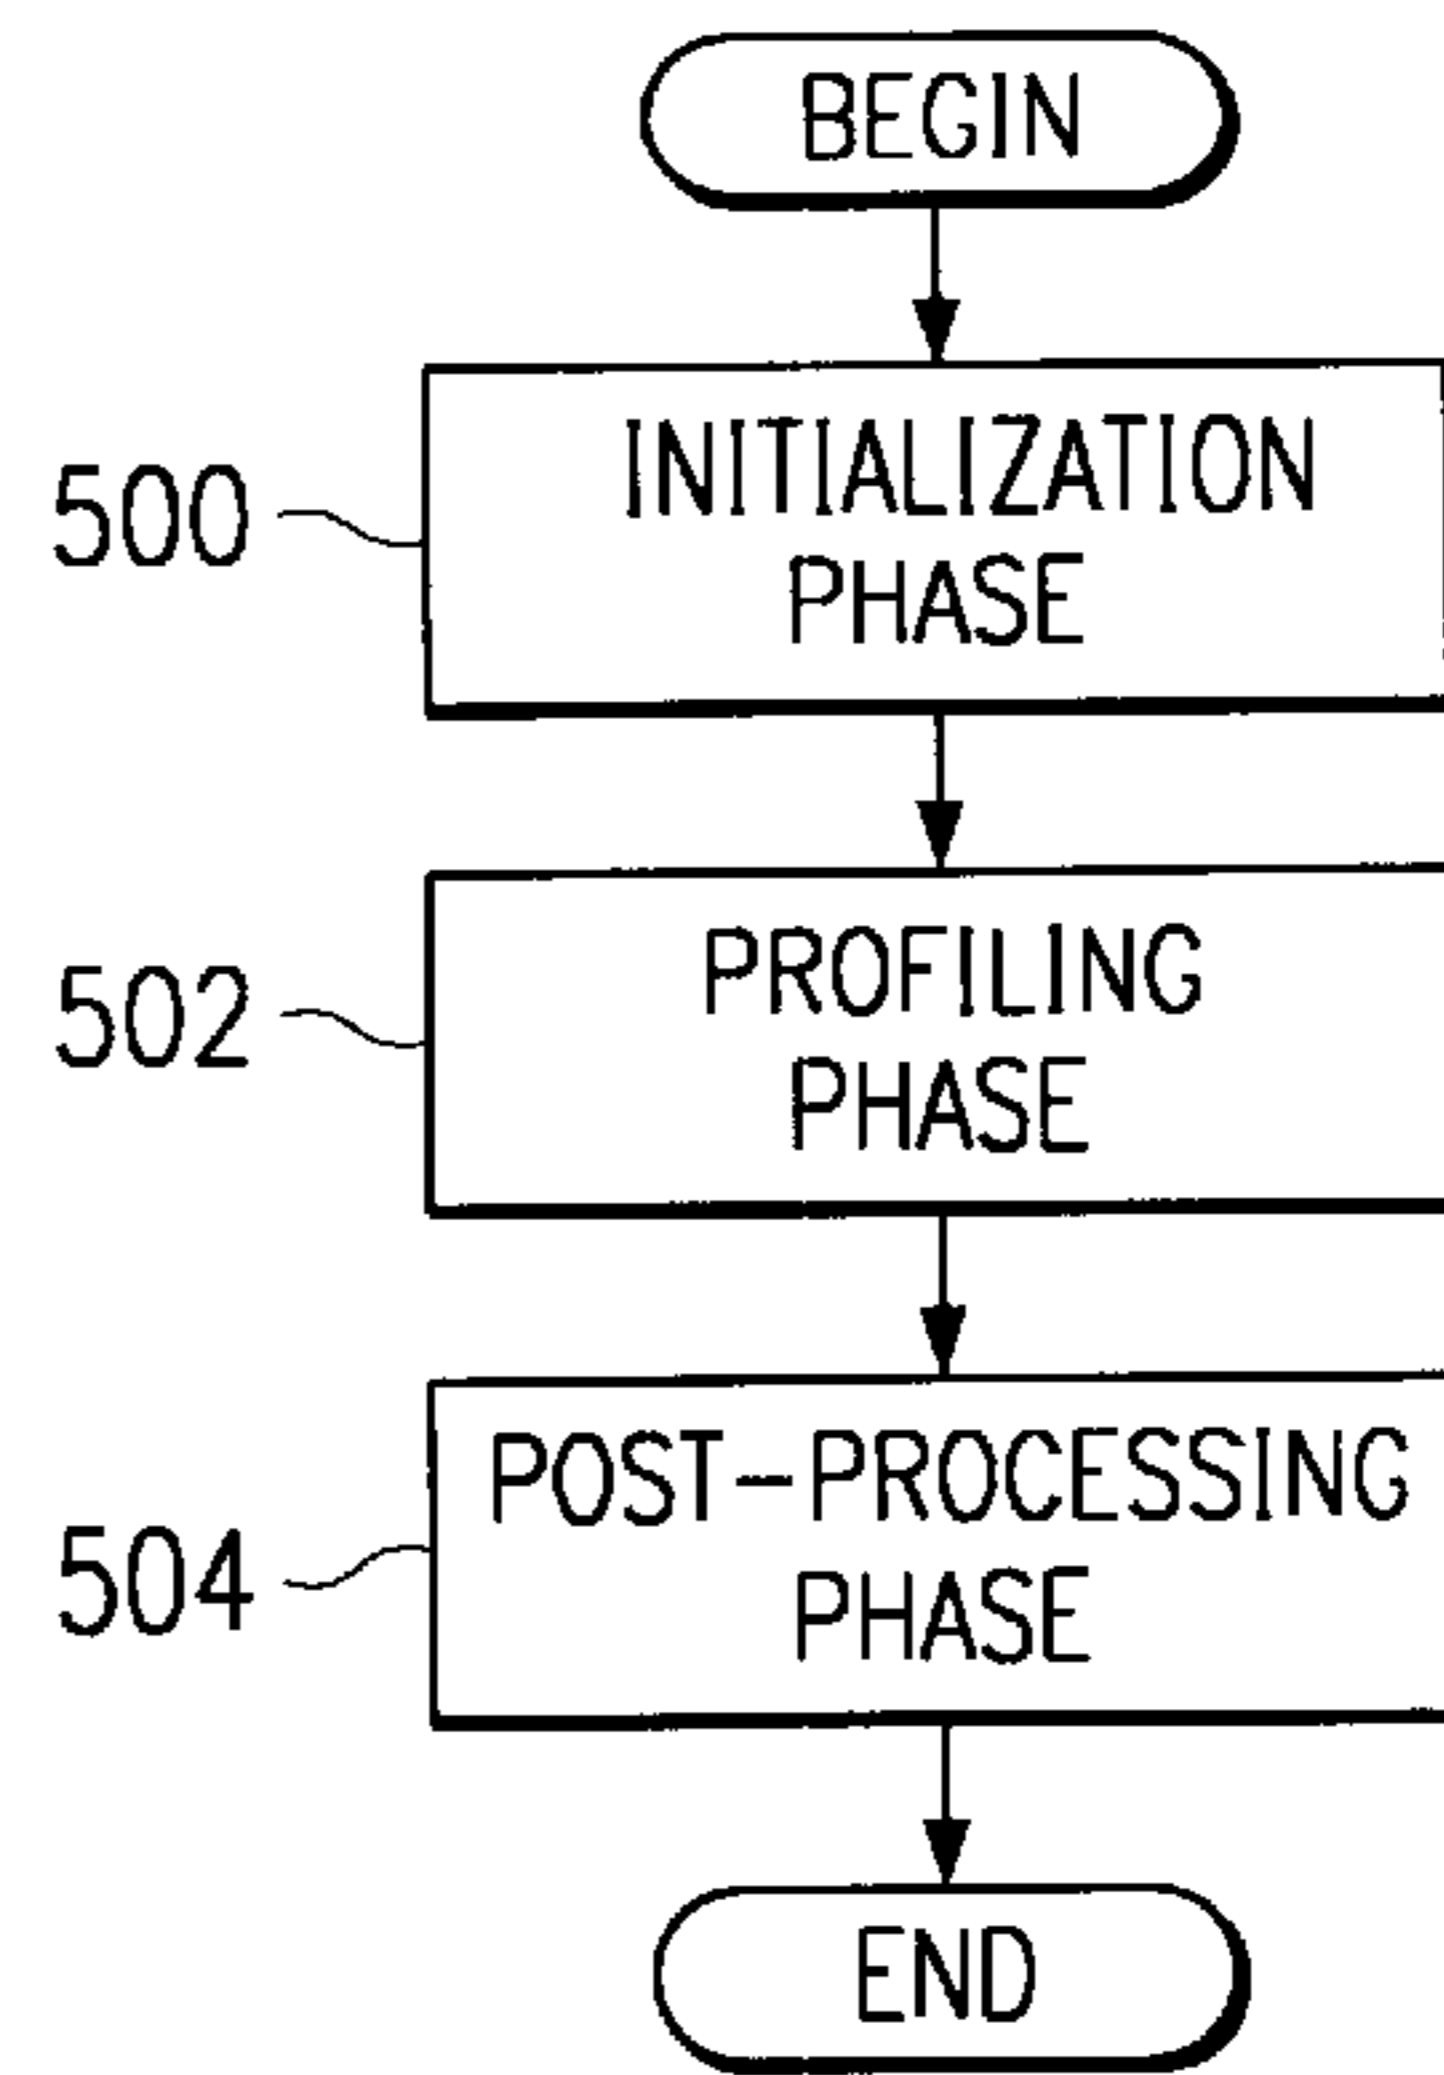 BEGIN
500
INITIALIZATION
PHASE
502
PROFILING
PHASE
504
POST-PROCESSING
PHASE
END